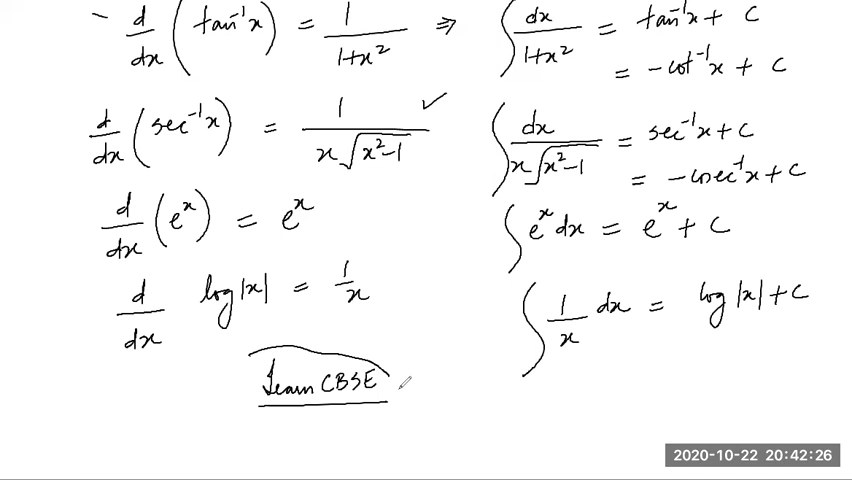 - d/dx (tan⁻¹x) = 1/(1+x²) ⇒ ∫ dx/(1+x²) = tan⁻¹x + C
= -cot⁻¹x + C
d/dx (sec⁻¹x) = 1/(x√(x²-1)) ✓ ∫ dx/(x√(x²-1)) = sec⁻¹x + C
= -cosec⁻¹x + C
d/dx (eˣ) = eˣ ∫ eˣ dx = eˣ + C
d/dx log|x| = 1/x ∫ 1/x dx = log|x| + C
Learn CBSE
2020-10-22 20:42:26